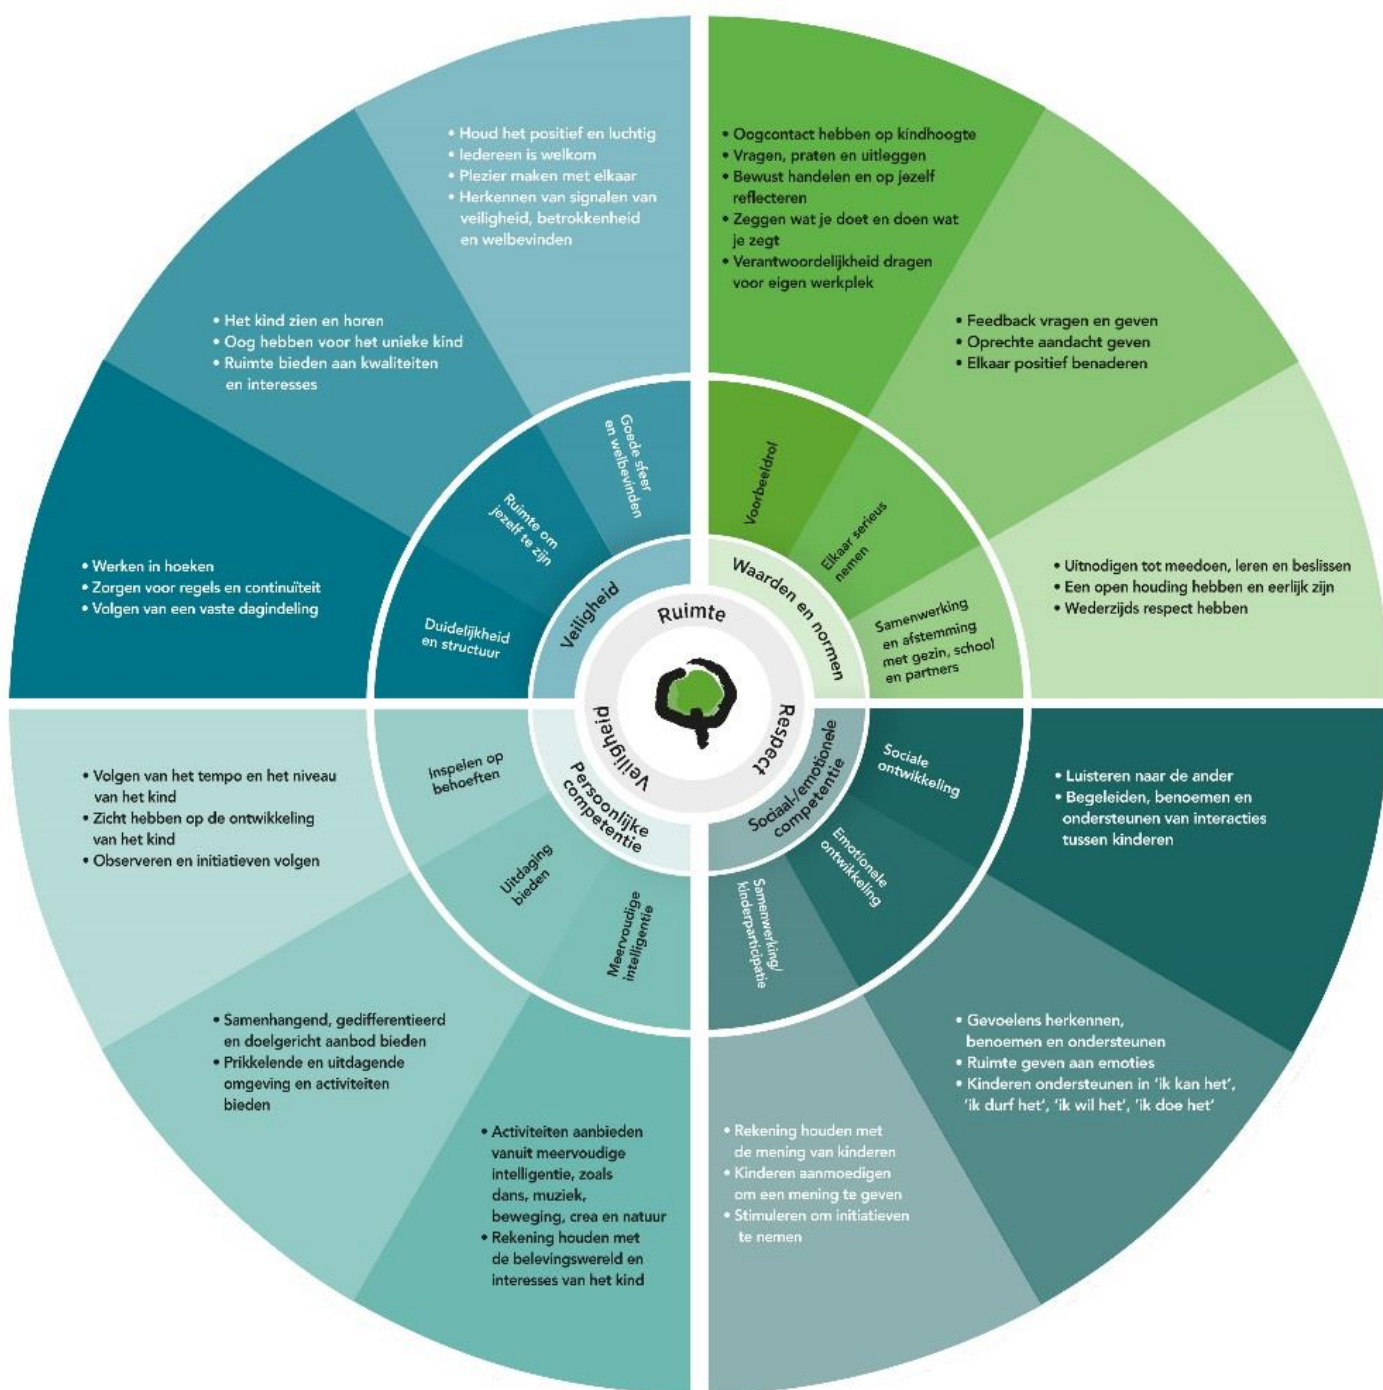 • Houd het positief en luchtig
• Iedereen is welkom
• Plezier maken met elkaar
• Herkennen van signalen van
veiligheid, betrokkenheid
en welbevinden
• Oogcontact hebben op kindhoogte
• Vragen, praten en uitleggen
• Bewust handelen en op jezelf
reflecteren
• Zeggen wat je doet en doen wat
je zegt
• Verantwoordelijkheid dragen
voor eigen werkplek
• Het kind zien en horen
• Oog hebben voor het unieke kind
• Ruimte bieden aan kwaliteiten
en interesses
• Feedback vragen en geven
• Oprechte aandacht geven
• Elkaar positief benaderen
• Werken in hoeken
• Zorgen voor regels en continuïteit
• Volgen van een vaste dagindeling
• Uitnodigen tot meedoen, leren en beslissen
• Een open houding hebben en eerlijk zijn
• Wederzijds respect hebben
Goede sfeer
en welbevinden
Ruimte om
jezelf te zijn
Duidelijkheid
en structuur
Voorbeeldrol
Elkaar serieus
nemen
Samenwerking
en afstemming
met gezin, school
en partners
Veiligheid
Waarden en normen
Ruimte
Respect
Veiligheid
Persoonlijke
competentie
Sociaal-/emotionele
competentie
Inspelen op
behoeften
Uitdaging
bieden
Meervoudige
intelligentie
Sociale
ontwikkeling
Emotionele
ontwikkeling
Samenwerking/
kinderparticipatie
• Volgen van het tempo en het niveau
van het kind
• Zicht hebben op de ontwikkeling
van het kind
• Observeren en initiatieven volgen
• Luisteren naar de ander
• Begeleiden, benoemen en
ondersteunen van interacties
tussen kinderen
• Samenhangend, gedifferentieerd
en doelgericht aanbod bieden
• Prikkelende en uitdagende
omgeving en activiteiten
bieden
• Gevoelens herkennen,
benoemen en ondersteunen
• Ruimte geven aan emoties
• Kinderen ondersteunen in ‘ik kan het’,
‘ik durf het’, ‘ik wil het’, ‘ik doe het’
• Activiteiten aanbieden
vanuit meervoudige
intelligentie, zoals
dans, muziek,
beweging, crea en natuur
• Rekening houden met
de belevingswereld en
interesses van het kind
• Rekening houden met
de mening van kinderen
• Kinderen aanmoedigen
om een mening te geven
• Stimuleren om initiatieven
te nemen